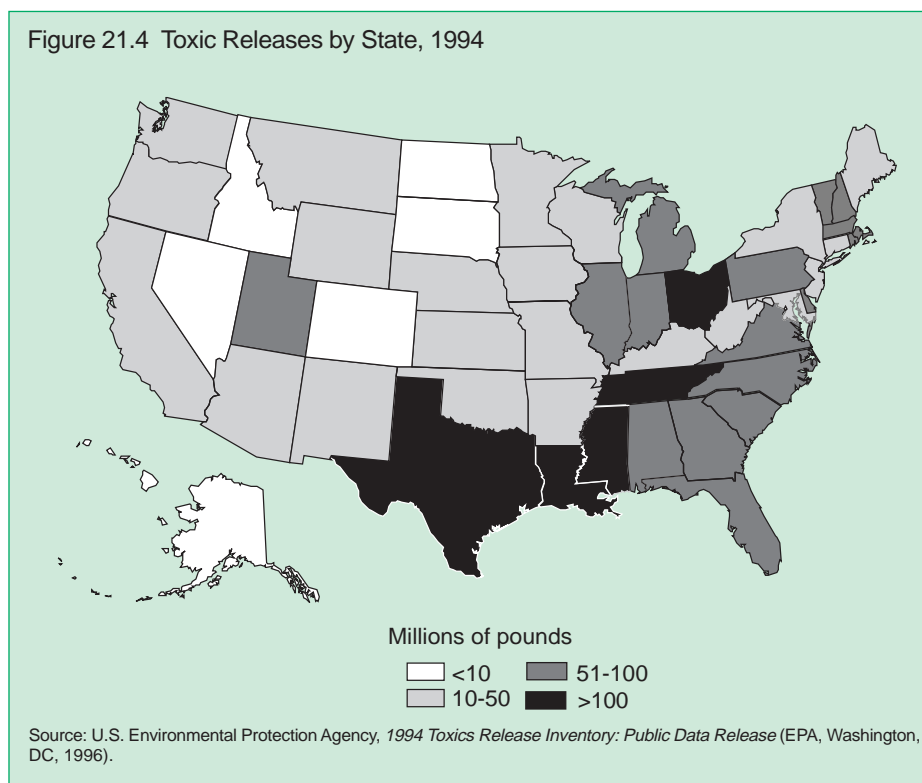 Figure 21.4  Toxic Releases by State, 1994
Millions of pounds
<10
51-100
10-50
>100
Source: U.S. Environmental Protection Agency, 1994 Toxics Release Inventory: Public Data Release (EPA, Washington,
DC, 1996).